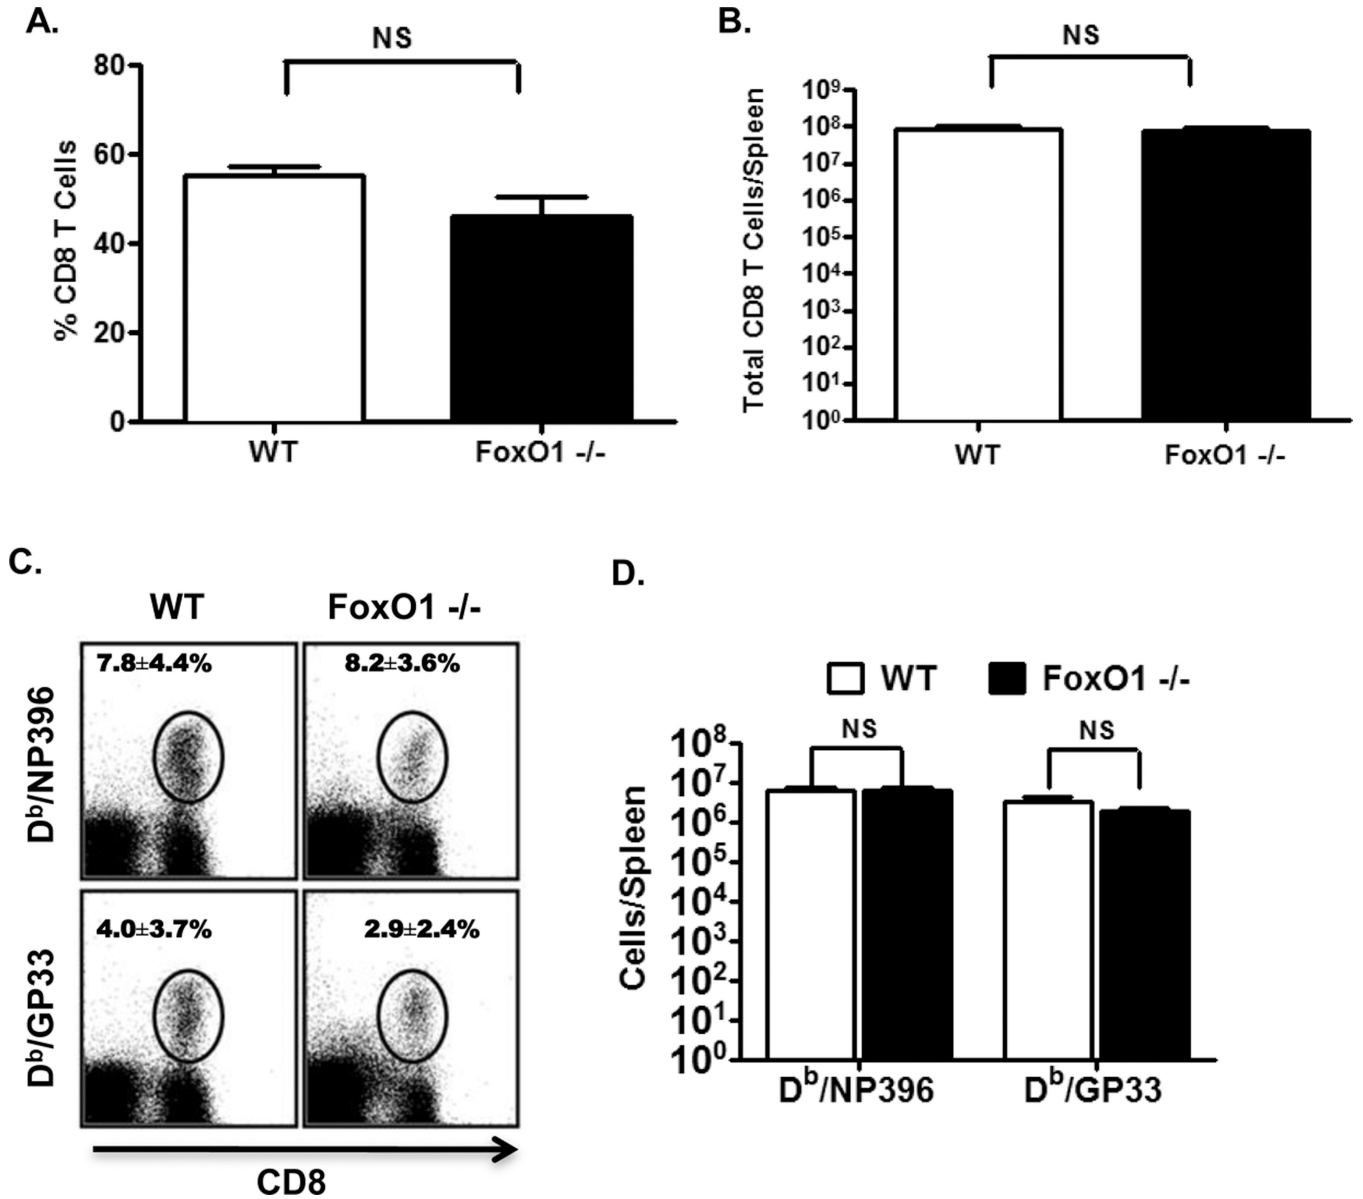 A.
NS
80
60
40
20
0
% CD8 T Cells
WT
FoxO1 -/-
B.
NS
10⁹
10⁸
10⁷
10⁶
10⁵
10⁴
10³
10²
10¹
10⁰
Total CD8 T Cells/Spleen
WT
FoxO1 -/-
C.
WT
FoxO1 -/-
7.8±4.4%
8.2±3.6%
Dᵇ/NP396
4.0±3.7%
2.9±2.4%
Dᵇ/GP33
CD8
D.
WT
FoxO1 -/-
NS
NS
10⁸
10⁷
10⁶
10⁵
10⁴
10³
10²
10¹
10⁰
Cells/Spleen
Dᵇ/NP396
Dᵇ/GP33